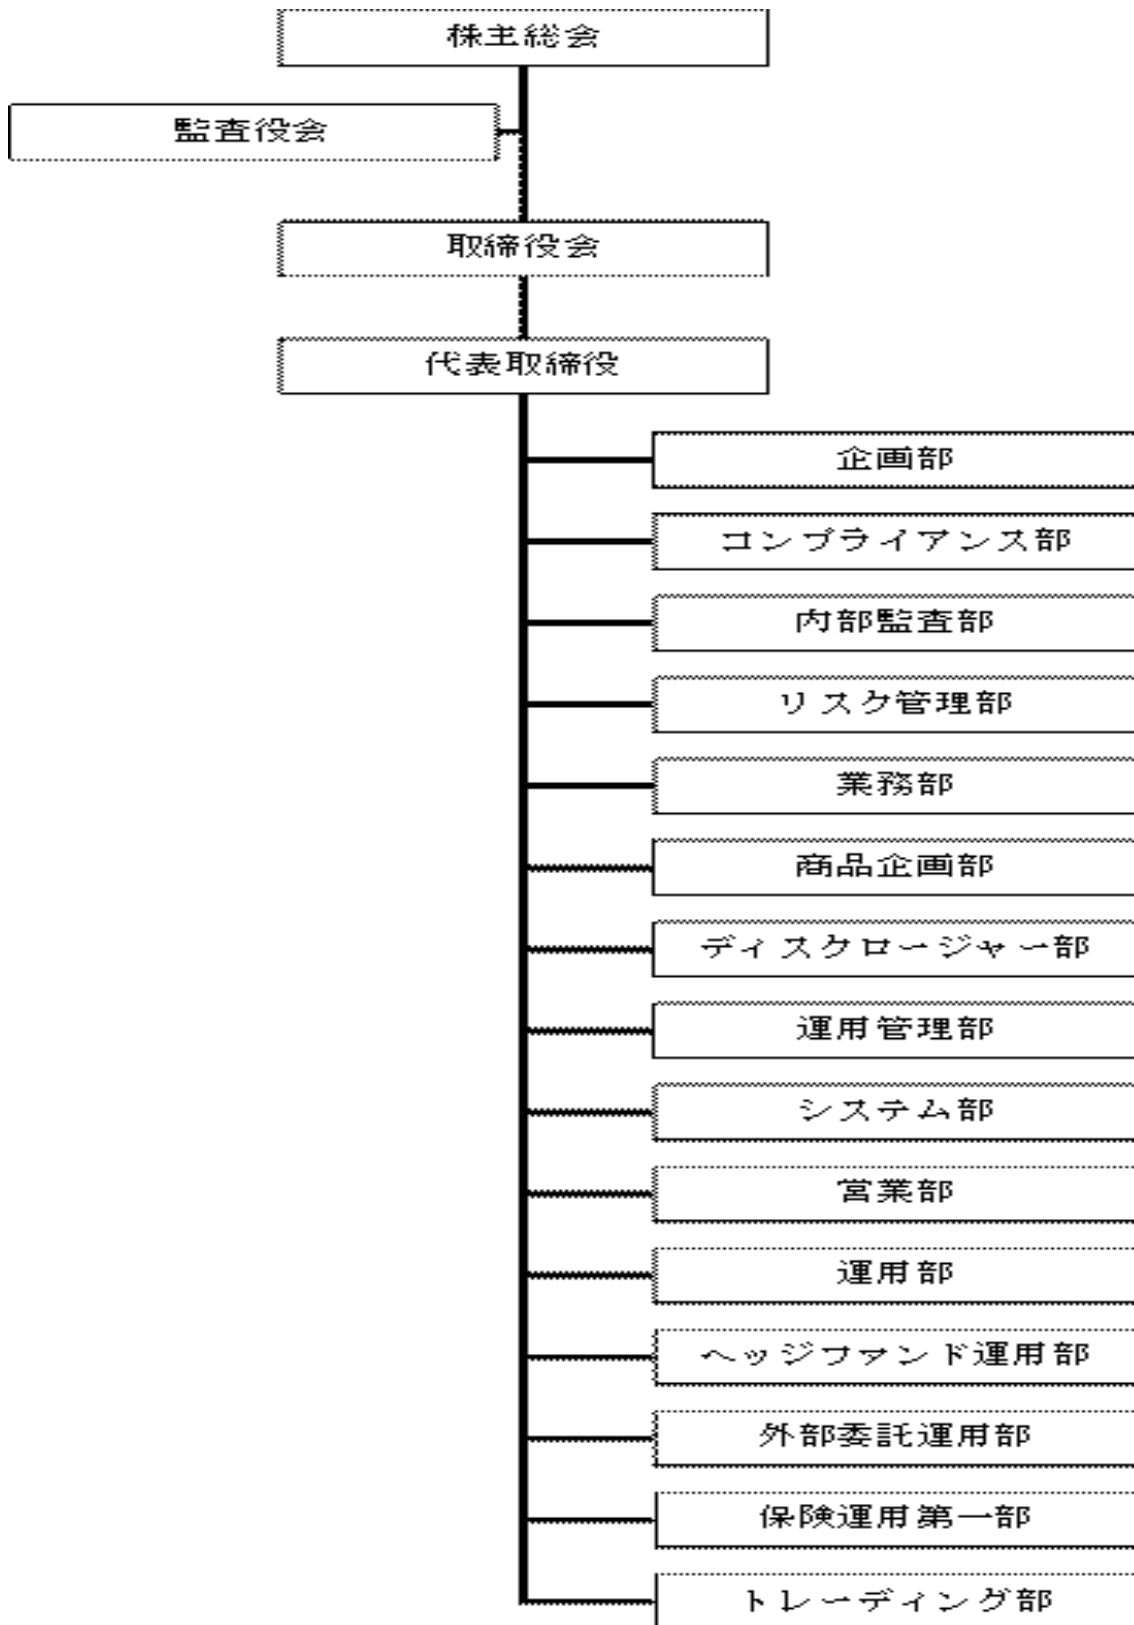 株主総会
監査役会
取締役会
代表取締役
企画部
コンプライアンス部
内部監査部
リスク管理部
業務部
商品企画部
ディスクロージャー部
運用管理部
システム部
営業部
運用部
ヘッジファンド運用部
外部委託運用部
保険運用第一部
トレーディング部